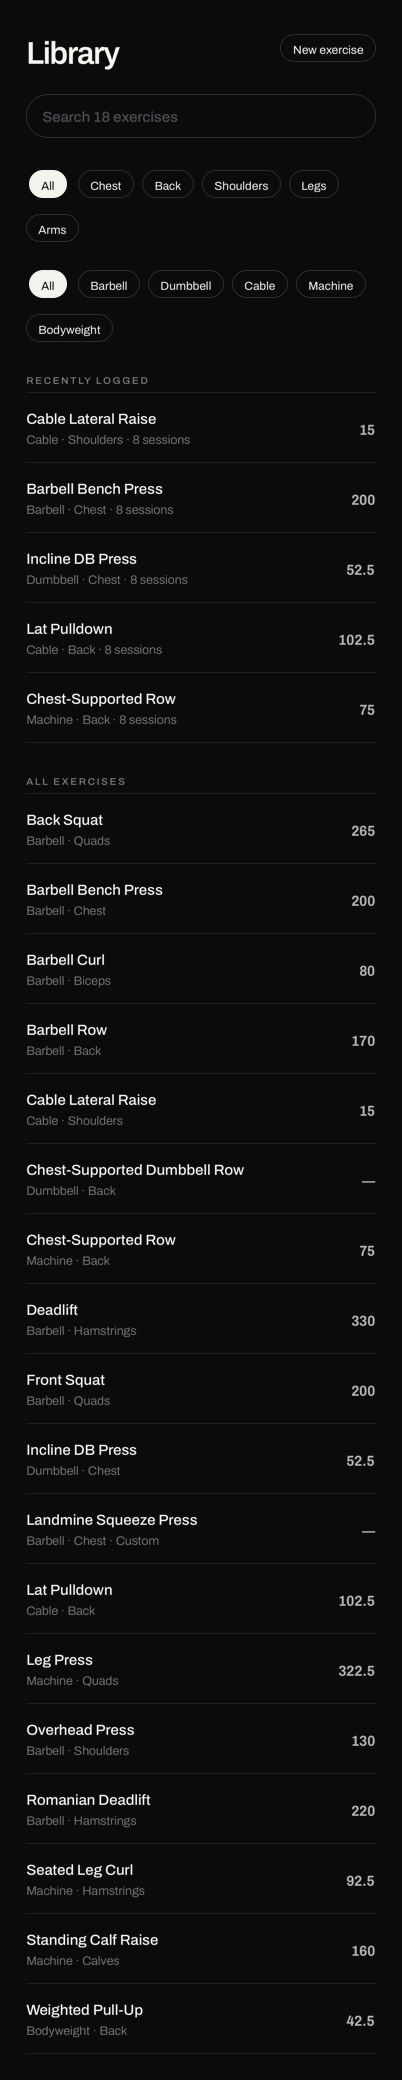 Library
New exercise
Search 18 exercises
All
Chest
Back
Shoulders
Legs
Arms
All
Barbell
Dumbbell
Cable
Machine
Bodyweight
RECENTLY LOGGED
Cable Lateral Raise
Cable · Shoulders · 8 sessions
15
Barbell Bench Press
Barbell · Chest · 8 sessions
200
Incline DB Press
Dumbbell · Chest · 8 sessions
52.5
Lat Pulldown
Cable · Back · 8 sessions
102.5
Chest-Supported Row
Machine · Back · 8 sessions
75
ALL EXERCISES
Back Squat
Barbell · Quads
265
Barbell Bench Press
Barbell · Chest
200
Barbell Curl
Barbell · Biceps
80
Barbell Row
Barbell · Back
170
Cable Lateral Raise
Cable · Shoulders
15
Chest-Supported Dumbbell Row
Dumbbell · Back
—
Chest-Supported Row
Machine · Back
75
Deadlift
Barbell · Hamstrings
330
Front Squat
Barbell · Quads
200
Incline DB Press
Dumbbell · Chest
52.5
Landmine Squeeze Press
Barbell · Chest · Custom
—
Lat Pulldown
Cable · Back
102.5
Leg Press
Machine · Quads
322.5
Overhead Press
Barbell · Shoulders
130
Romanian Deadlift
Barbell · Hamstrings
220
Seated Leg Curl
Machine · Hamstrings
92.5
Standing Calf Raise
Machine · Calves
160
Weighted Pull-Up
Bodyweight · Back
42.5